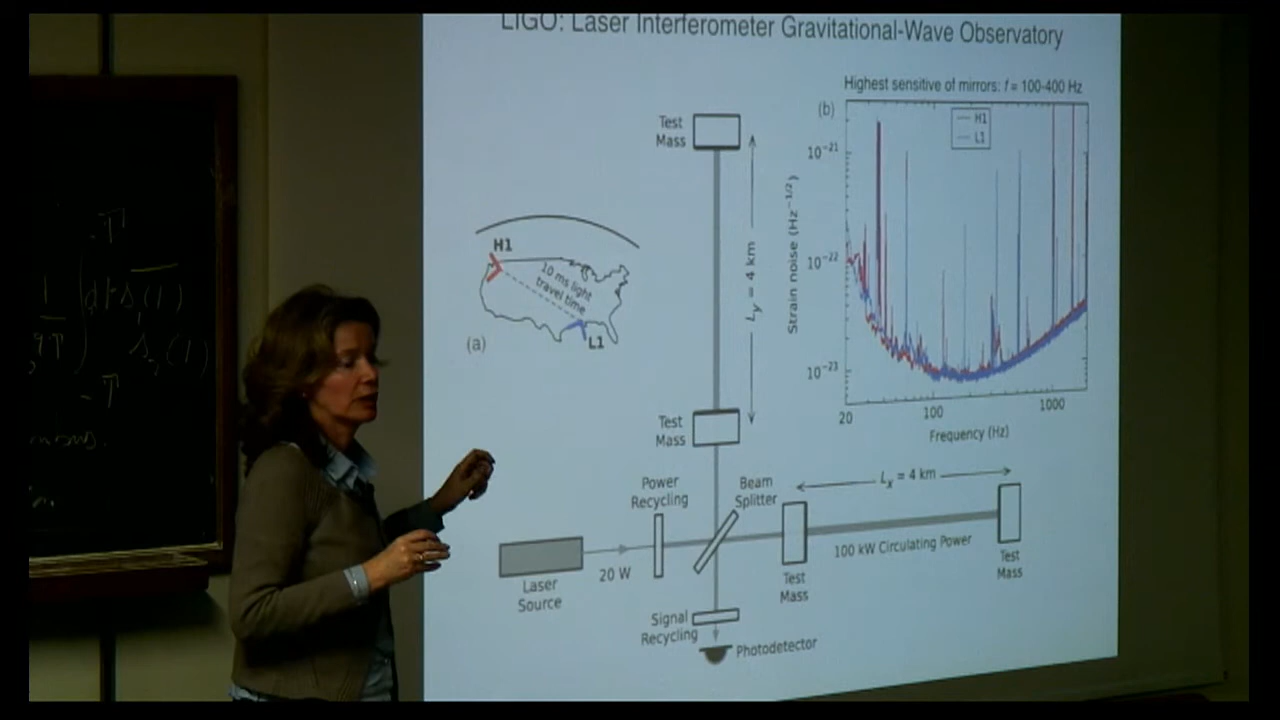 LIGO: Laser Interferometer Gravitational-Wave Observatory
Highest sensitive of mirrors: f = 100-400 Hz
(b)
H1
L1
10⁻²¹
10⁻²²
10⁻²³
Strain noise (Hz⁻¹/²)
20
100
1000
Frequency (Hz)
Test
Mass
Ly = 4 km
H1
10 ms light
travel time
L1
(a)
Test
Mass
Power
Recycling
Beam
Splitter
Lx = 4 km
Laser
Source
20 W
100 kW Circulating Power
Test
Mass
Test
Mass
Signal
Recycling
Photodetector